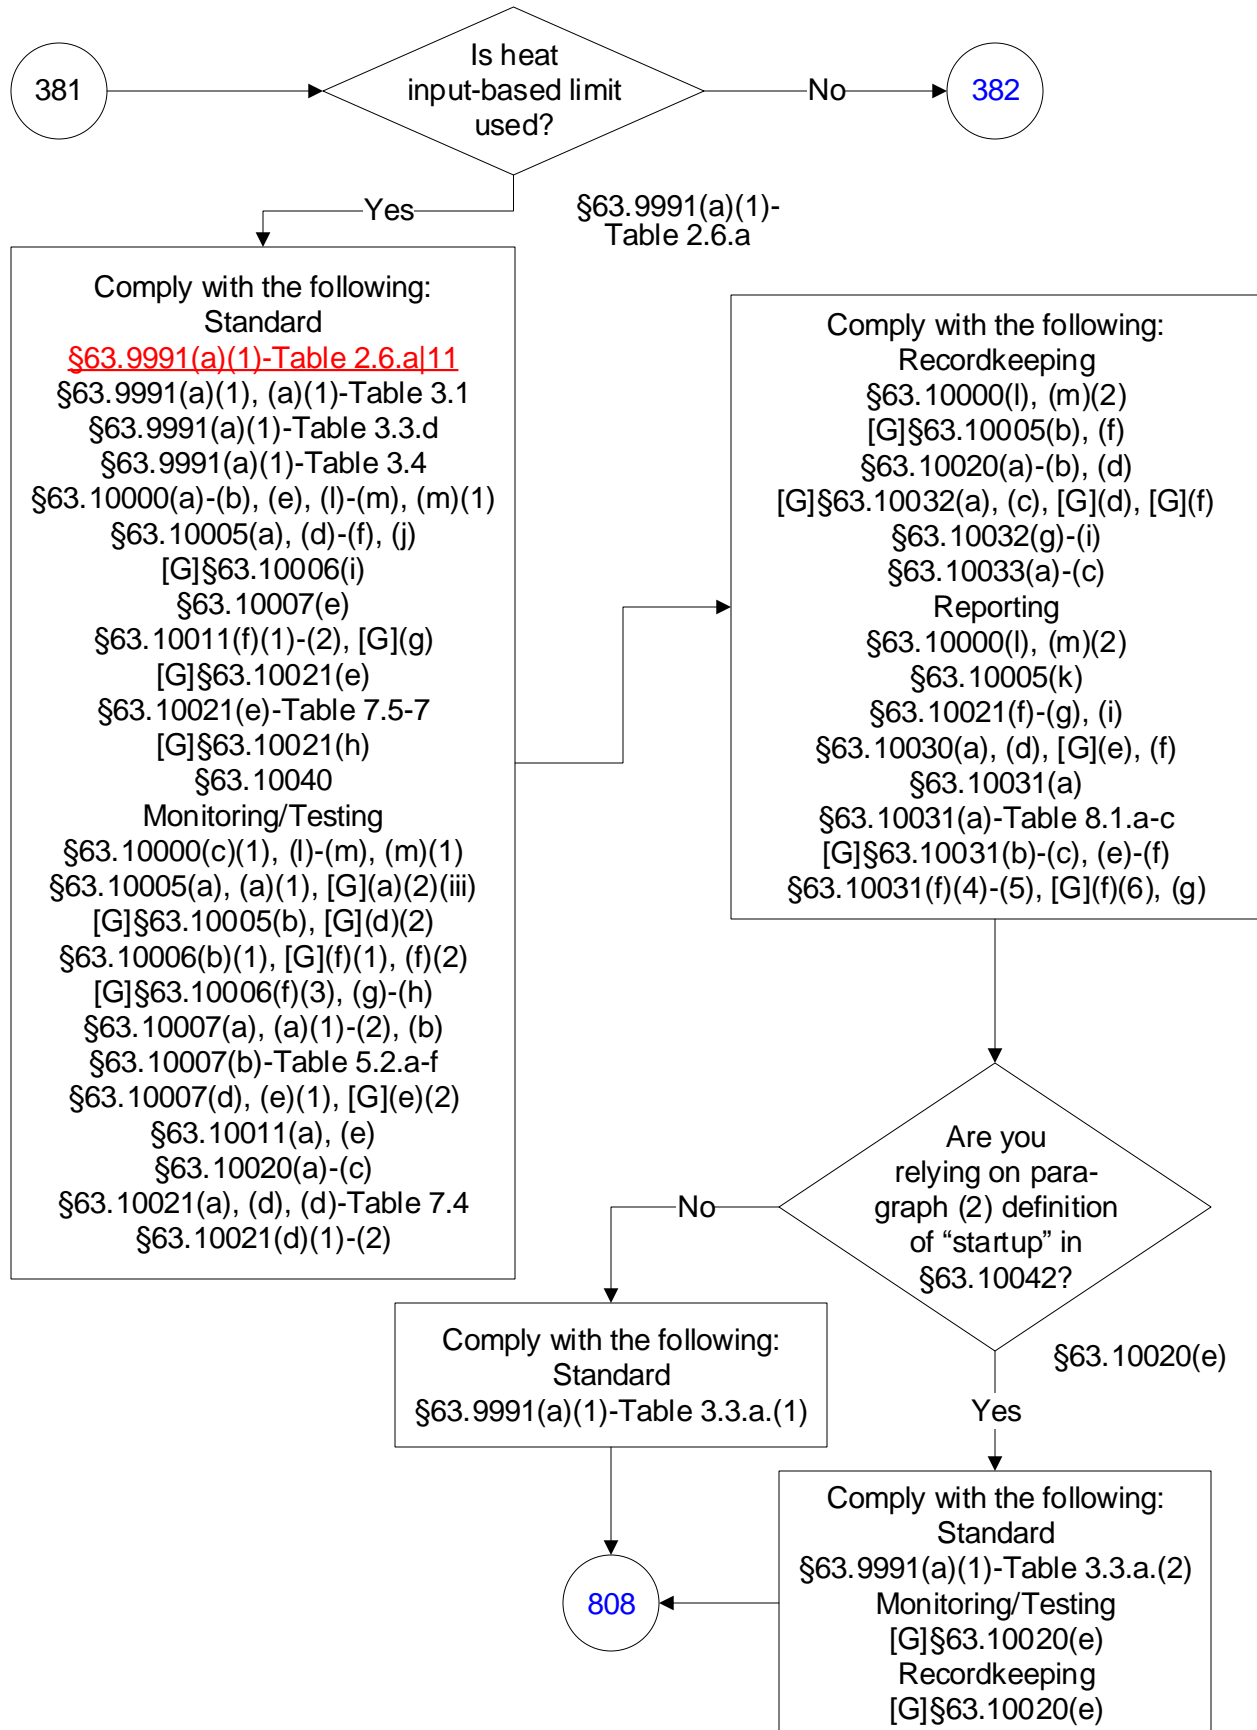 381
Is heat
input-based limit
used?
No
382
Yes
§63.9991(a)(1)-
Table 2.6.a
Comply with the following:
Standard
§63.9991(a)(1)-Table 2.6.a|11
§63.9991(a)(1), (a)(1)-Table 3.1
§63.9991(a)(1)-Table 3.3.d
§63.9991(a)(1)-Table 3.4
§63.10000(a)-(b), (e), (l)-(m), (m)(1)
§63.10005(a), (d)-(f), (j)
[G]§63.10006(i)
§63.10007(e)
§63.10011(f)(1)-(2), [G](g)
[G]§63.10021(e)
§63.10021(e)-Table 7.5-7
[G]§63.10021(h)
§63.10040
Monitoring/Testing
§63.10000(c)(1), (l)-(m), (m)(1)
§63.10005(a), (a)(1), [G](a)(2)(iii)
[G]§63.10005(b), [G](d)(2)
§63.10006(b)(1), [G](f)(1), (f)(2)
[G]§63.10006(f)(3), (g)-(h)
§63.10007(a), (a)(1)-(2), (b)
§63.10007(b)-Table 5.2.a-f
§63.10007(d), (e)(1), [G](e)(2)
§63.10011(a), (e)
§63.10020(a)-(c)
§63.10021(a), (d), (d)-Table 7.4
§63.10021(d)(1)-(2)
Comply with the following:
Recordkeeping
§63.10000(l), (m)(2)
[G]§63.10005(b), (f)
§63.10020(a)-(b), (d)
[G]§63.10032(a), (c), [G](d), [G](f)
§63.10032(g)-(i)
§63.10033(a)-(c)
Reporting
§63.10000(l), (m)(2)
§63.10005(k)
§63.10021(f)-(g), (i)
§63.10030(a), (d), [G](e), (f)
§63.10031(a)
§63.10031(a)-Table 8.1.a-c
[G]§63.10031(b)-(c), (e)-(f)
§63.10031(f)(4)-(5), [G](f)(6), (g)
Are you
relying on para-
graph (2) definition
of “startup” in
§63.10042?
No
§63.10020(e)
Yes
Comply with the following:
Standard
§63.9991(a)(1)-Table 3.3.a.(1)
Comply with the following:
Standard
§63.9991(a)(1)-Table 3.3.a.(2)
Monitoring/Testing
[G]§63.10020(e)
Recordkeeping
[G]§63.10020(e)
808